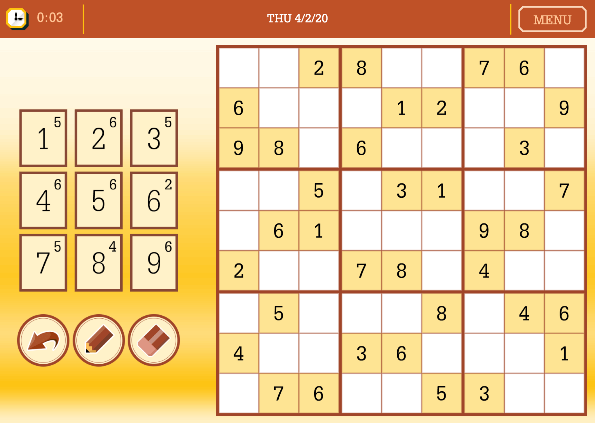 0:03 THU 4/2/20 MENU
2 8 7 6
6 1 2 9
1 5 2 6 3 5
9 8 6 3
4 6 5 6 6 2
5 3 1 7
6 1 9 8
7 5 8 4 9 6
2 7 8 4
5 8 4 6
4 3 6 1
7 6 5 3